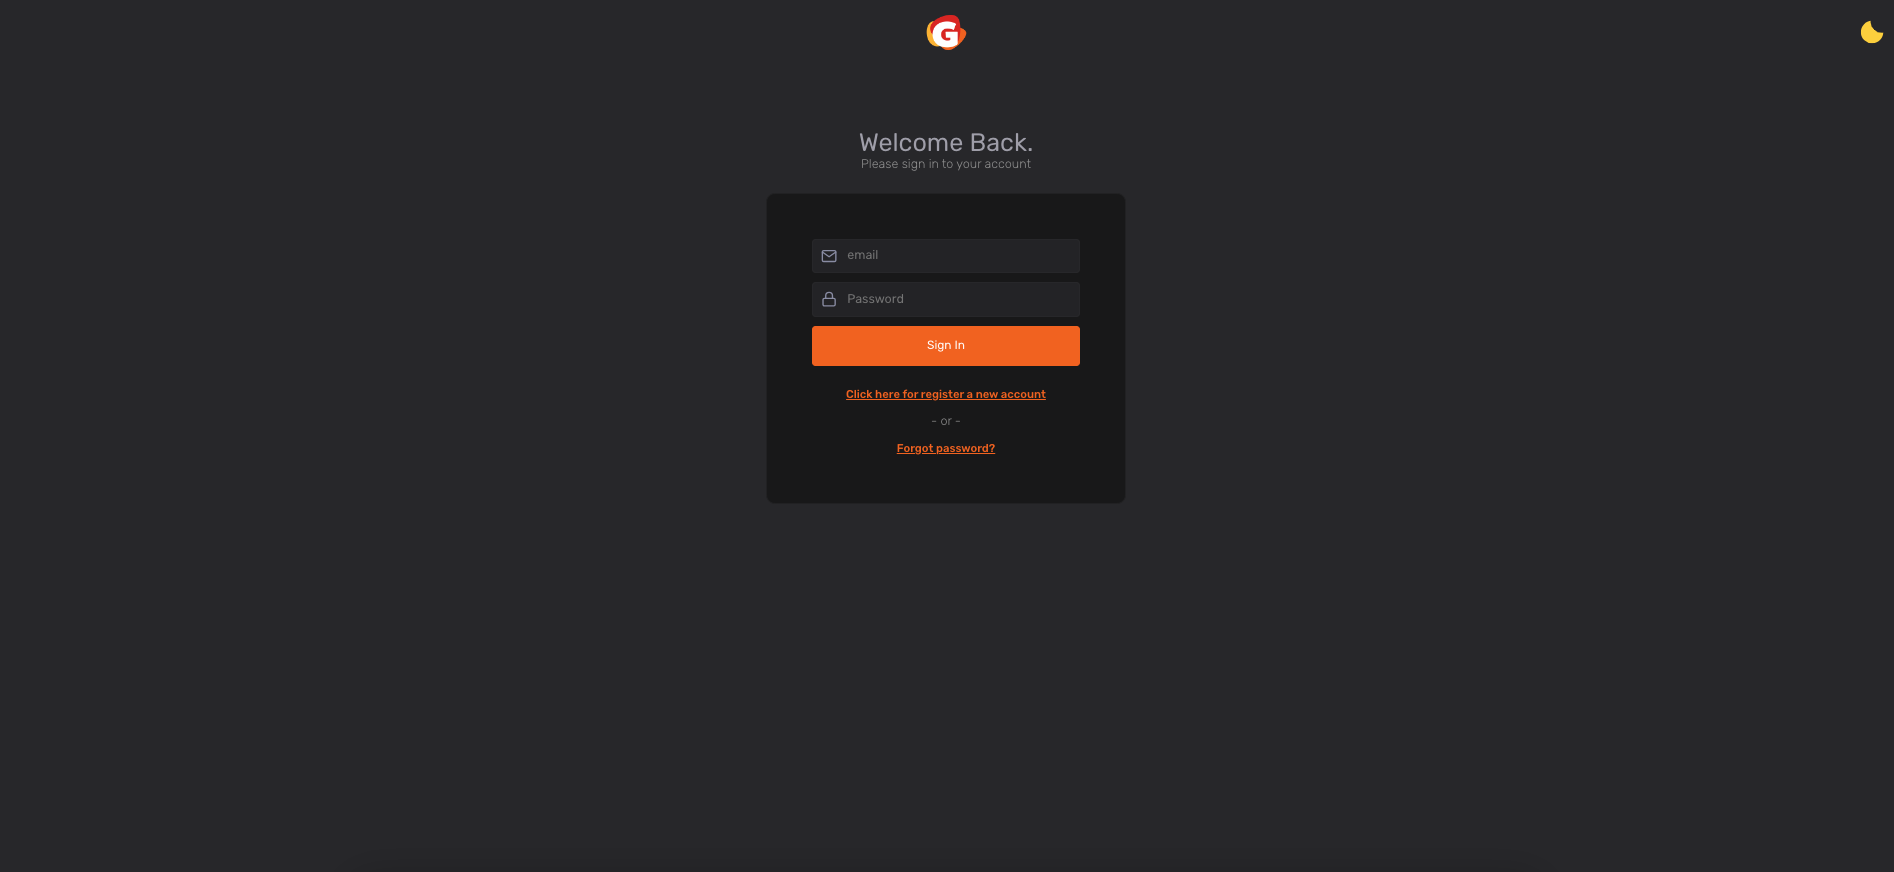 G
Welcome Back.
Please sign in to your account
email
Password
Sign In
Click here for register a new account
- or -
Forgot password?